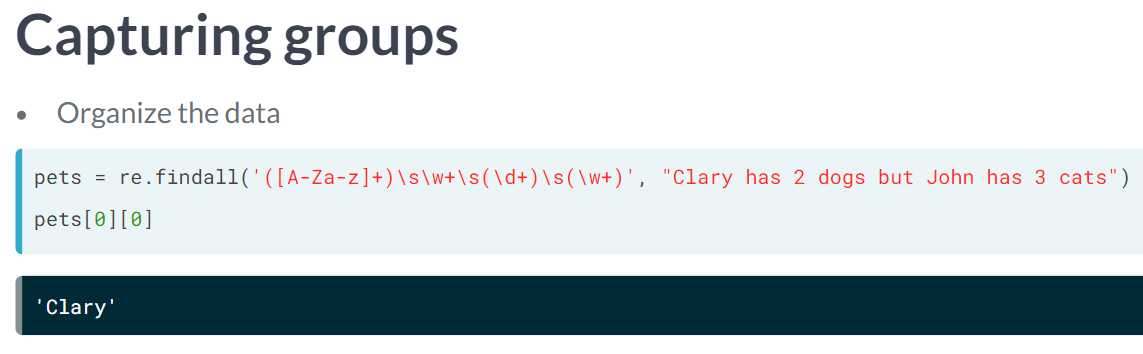 Capturing groups
• Organize the data
pets = re.findall('([A-Za-z]+)\s\w+\s(\d+)\s(\w+)', "Clary has 2 dogs but John has 3 cats")
pets[0][0]
'Clary'